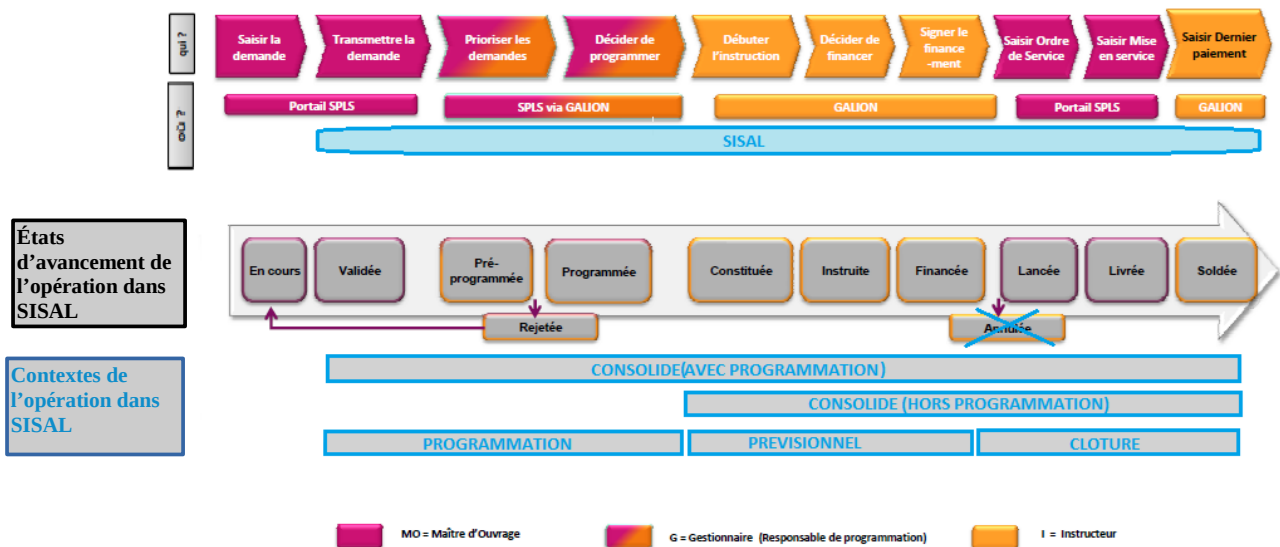 qui ?
Saisir la
demande
Transmettre la
demande
Prioriser les
demandes
Décider de
programmer
Débuter
l'instruction
Décider de
financer
Signer le
finance
-ment
Saisir Ordre
de Service
Saisir Mise
en service
Saisir Dernier
paiement
où ?
Portail SPLS
SPLS via GALION
GALION
Portail SPLS
GALION
SISAL
États
d’avancement de
l’opération dans
SISAL
En cours
Validée
Pré-
programmée
Programmée
Constituée
Instruite
Financée
Lancée
Livrée
Soldée
Rejetée
Annulée
Contextes de
l’opération dans
SISAL
CONSOLIDE(AVEC PROGRAMMATION)
CONSOLIDE (HORS PROGRAMMATION)
PROGRAMMATION
PREVISIONNEL
CLOTURE
MO = Maître d'Ouvrage
G = Gestionnaire (Responsable de programmation)
I = Instructeur